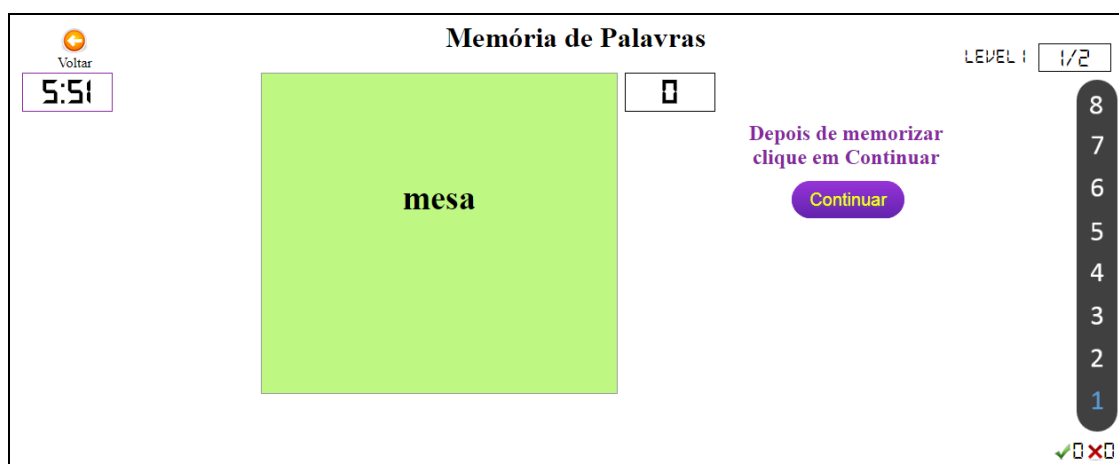 Memória de Palavras
Voltar
LEVEL 1 1/2
5:51
0
mesa
Depois de memorizar
clique em Continuar
Continuar
8
7
6
5
4
3
2
1
0 0